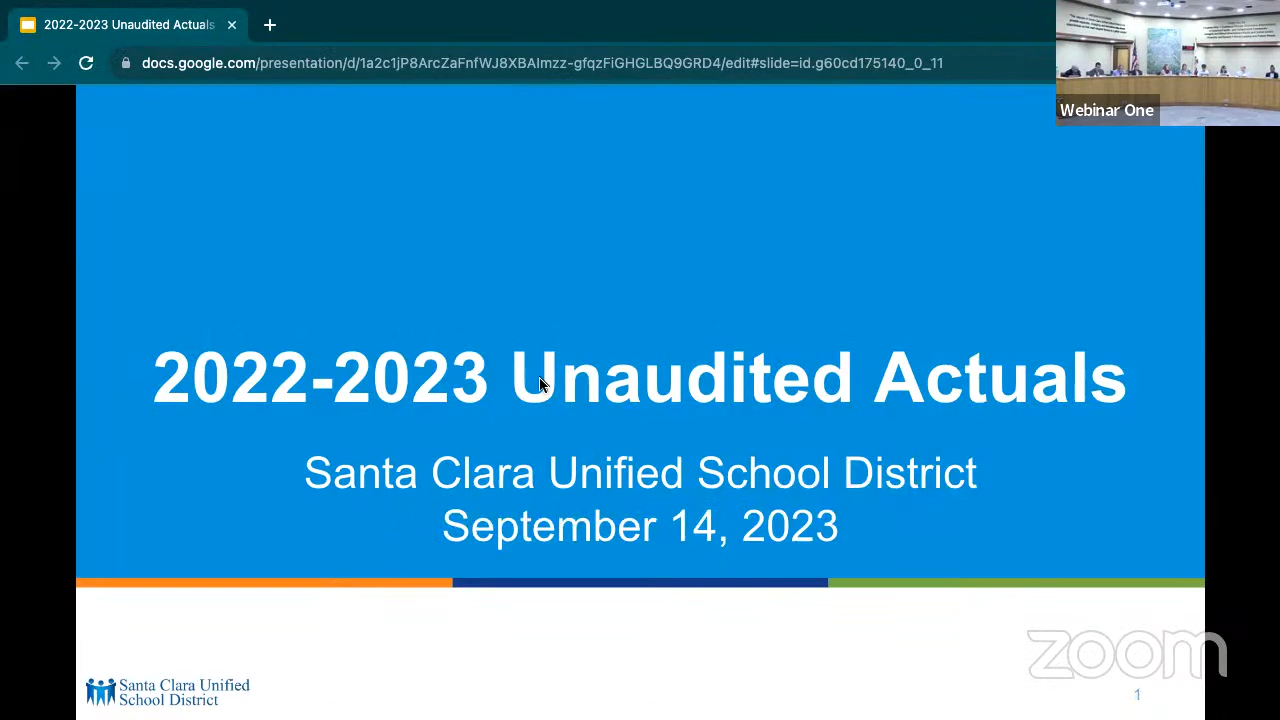 2022-2023 Unaudited Actuals
docs.google.com/presentation/d/1a2c1jP8ArcZaFnfWJ8XBAlmzz-gfqzFiGHGLBQ9GRD4/edit#slide=id.g60cd175140_0_11
Webinar One
2022-2023 Unaudited Actuals
Santa Clara Unified School District
September 14, 2023
zoom
Santa Clara Unified
School District
1